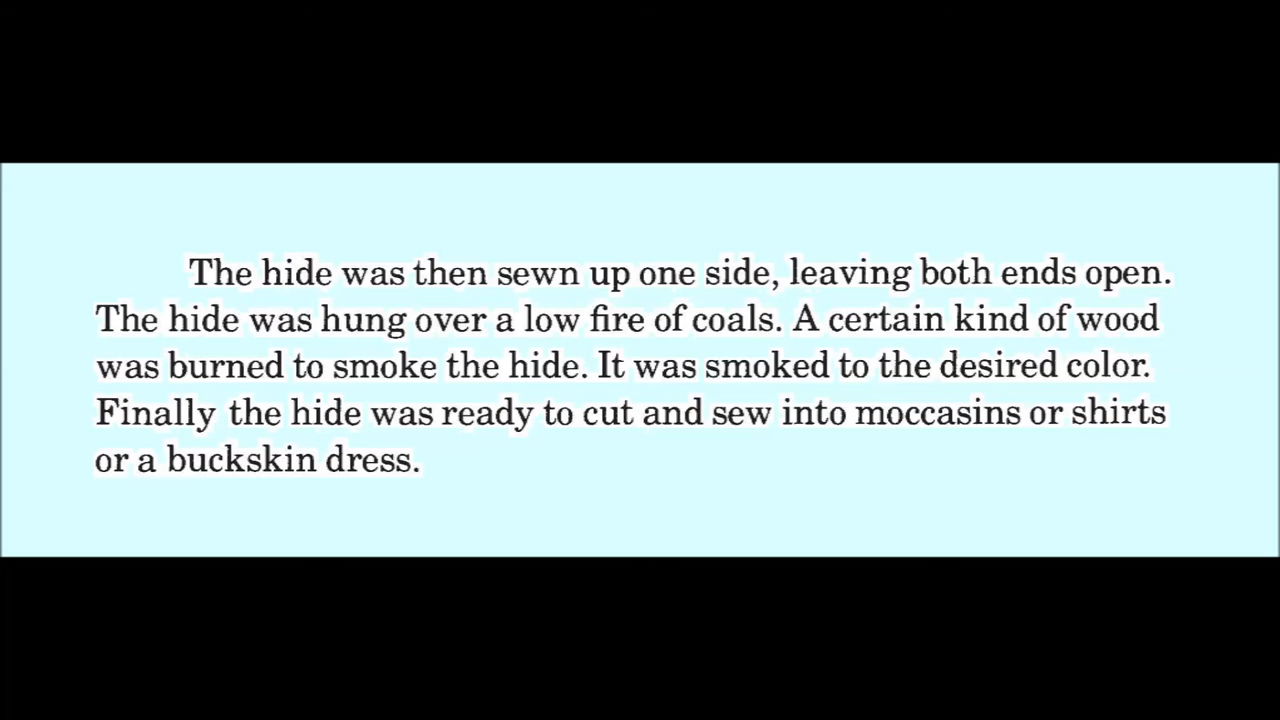 The hide was then sewn up one side, leaving both ends open.
The hide was hung over a low fire of coals. A certain kind of wood
was burned to smoke the hide. It was smoked to the desired color.
Finally the hide was ready to cut and sew into moccasins or shirts
or a buckskin dress.